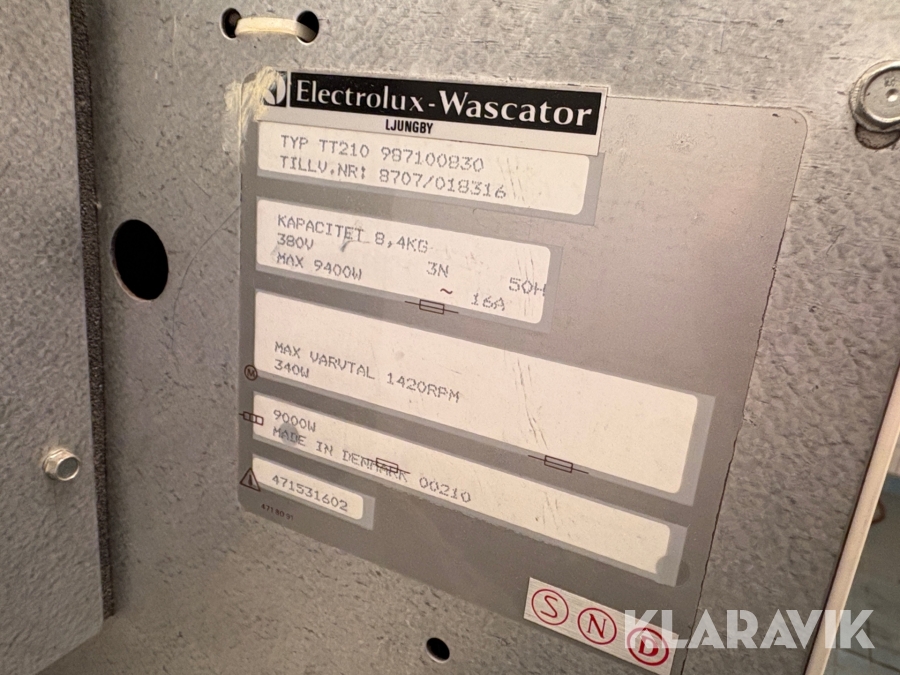 Electrolux-Wascator
LJUNGBY
TYP TT210 987100830
TILLV.NR: 8707/018316
KAPACITET 8,4KG
380V 3N 50H
MAX 9400W ~ 16A
MAX VARVTAL 1420RPM
M 340W
9000W
MADE IN DENMARK 00210
471531602
S N D
KLARAVIK